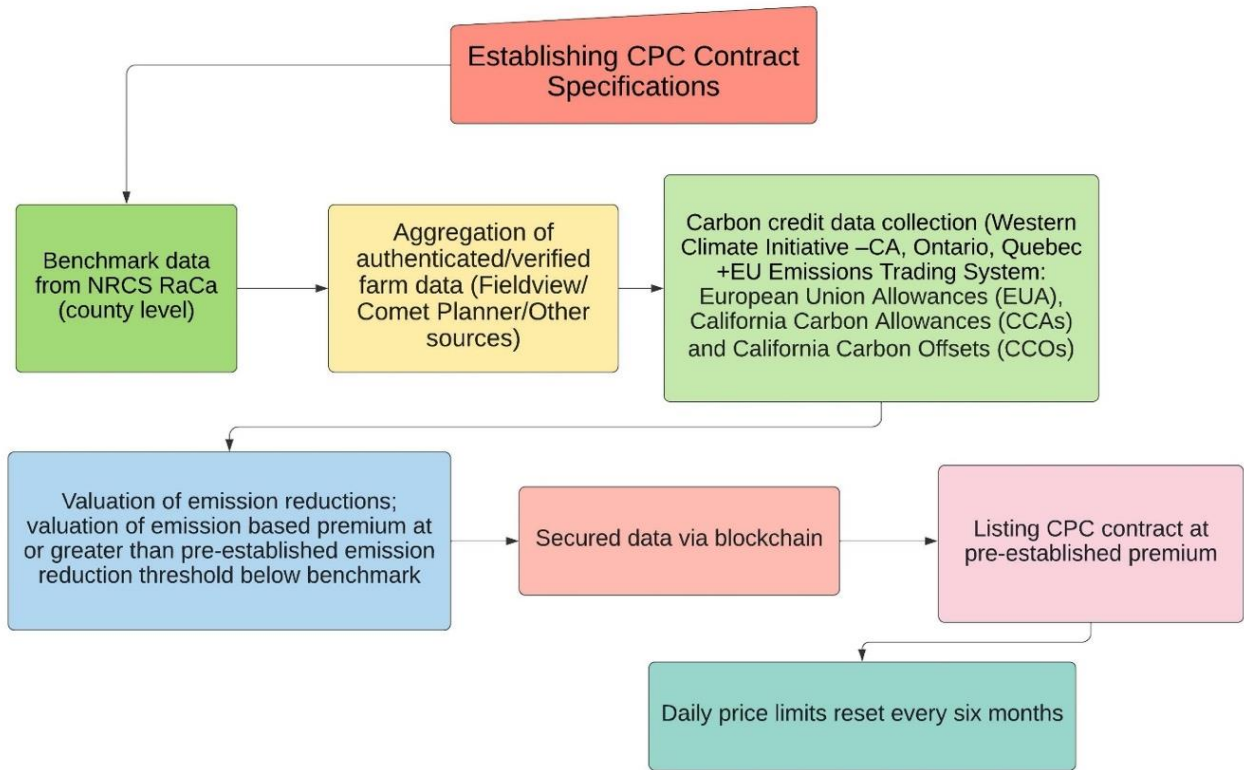 Establishing CPC Contract
Specifications
Benchmark data
from NRCS RaCa
(county level)
Aggregation of
authenticated/verified
farm data (Fieldview/
Comet Planner/Other
sources)
Carbon credit data collection (Western
Climate Initiative –CA, Ontario, Quebec
+EU Emissions Trading System:
European Union Allowances (EUA),
California Carbon Allowances (CCAs)
and California Carbon Offsets (CCOs)
Valuation of emission reductions;
valuation of emission based premium at
or greater than pre-established emission
reduction threshold below benchmark
Secured data via blockchain
Listing CPC contract at
pre-established premium
Daily price limits reset every six months